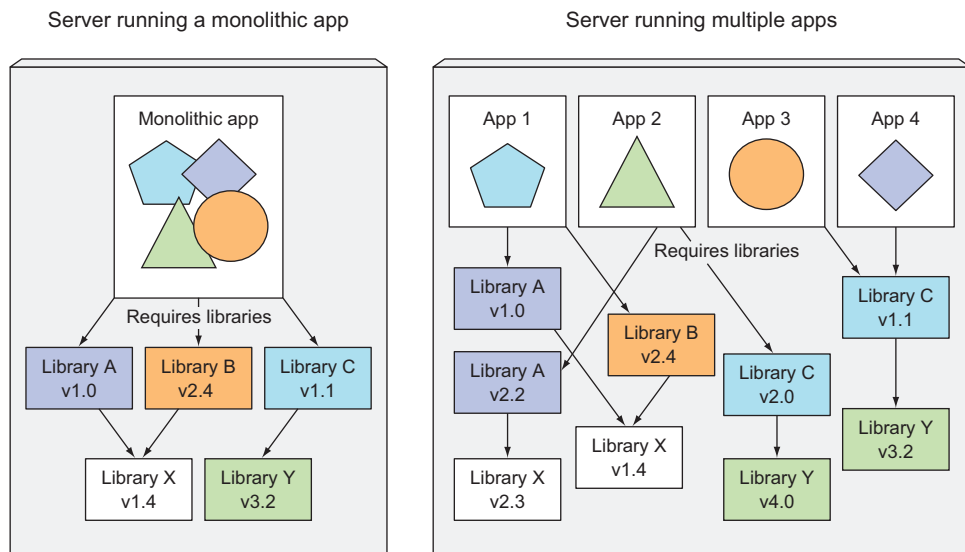 Server running a monolithic app
Monolithic app
Requires libraries
Library A
v1.0
Library B
v2.4
Library C
v1.1
Library X
v1.4
Library Y
v3.2
Server running multiple apps
App 1
App 2
App 3
App 4
Requires libraries
Library A
v1.0
Library B
v2.4
Library C
v1.1
Library A
v2.2
Library C
v2.0
Library X
v1.4
Library Y
v3.2
Library X
v2.3
Library Y
v4.0